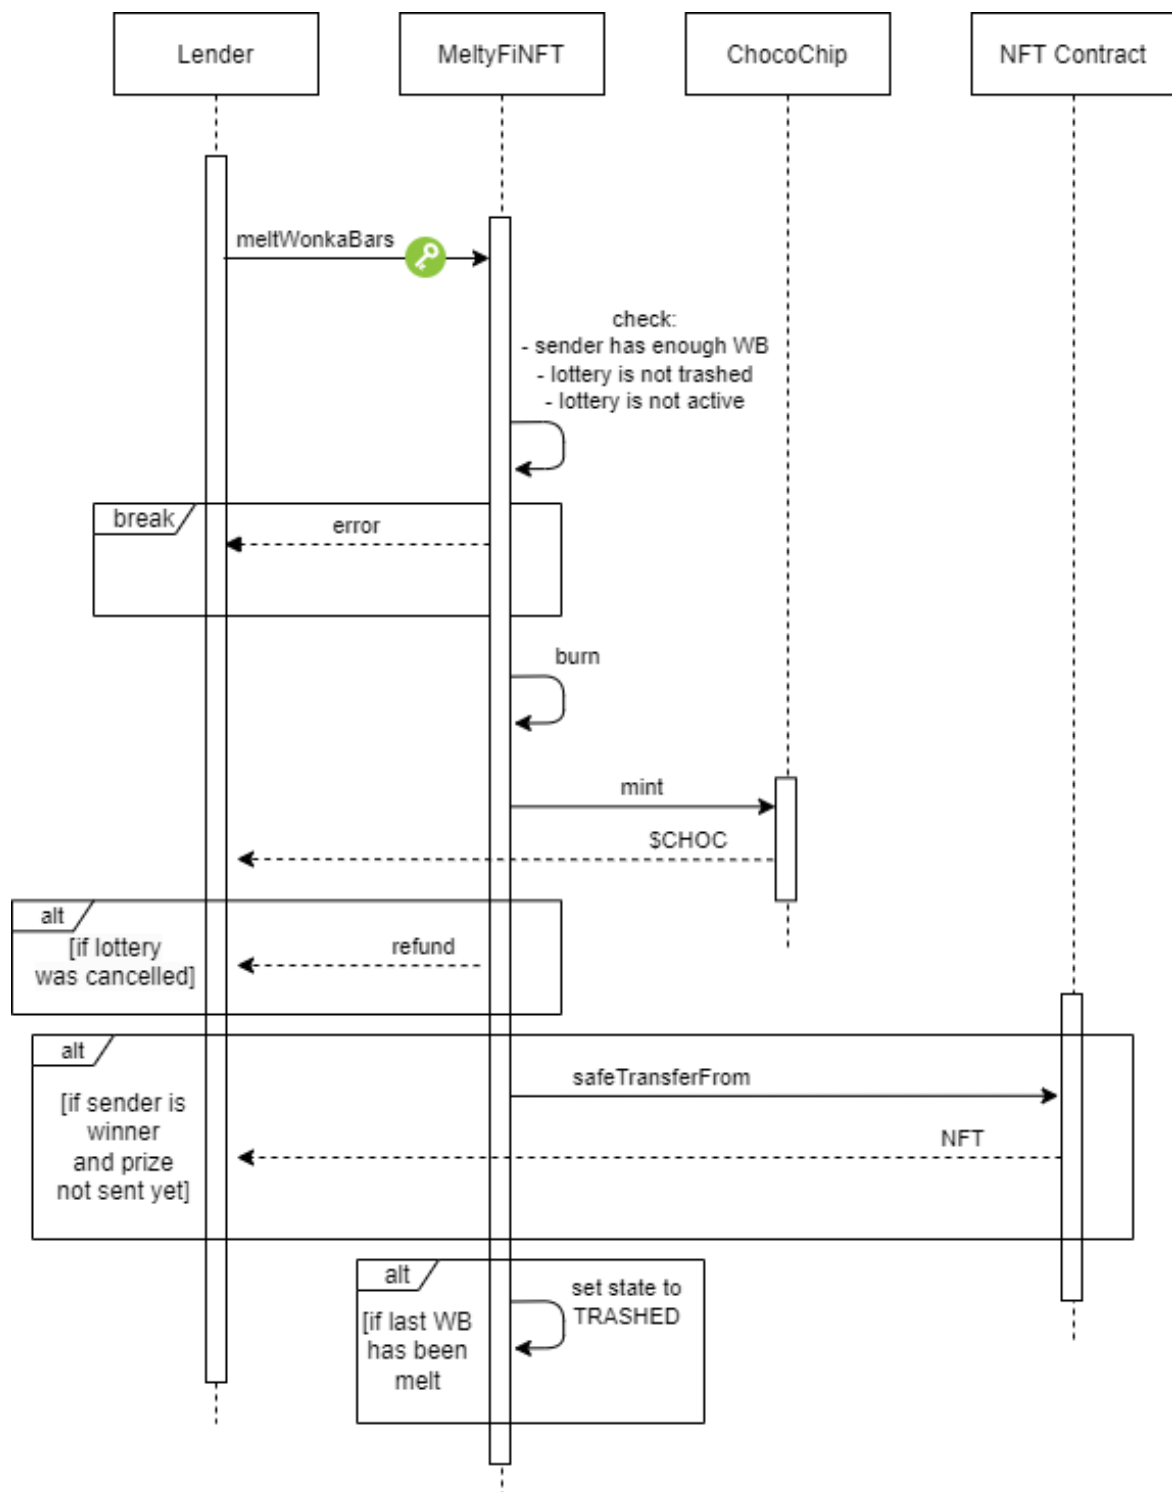 Lender
MeltyFiNFT
ChocoChip
NFT Contract
meltWonkaBars
check:
- sender has enough WB
- lottery is not trashed
- lottery is not active
break
error
burn
mint
$CHOC
alt
[if lottery
was cancelled]
refund
alt
[if sender is
winner
and prize
not sent yet]
safeTransferFrom
NFT
alt
[if last WB
has been
melt
set state to
TRASHED